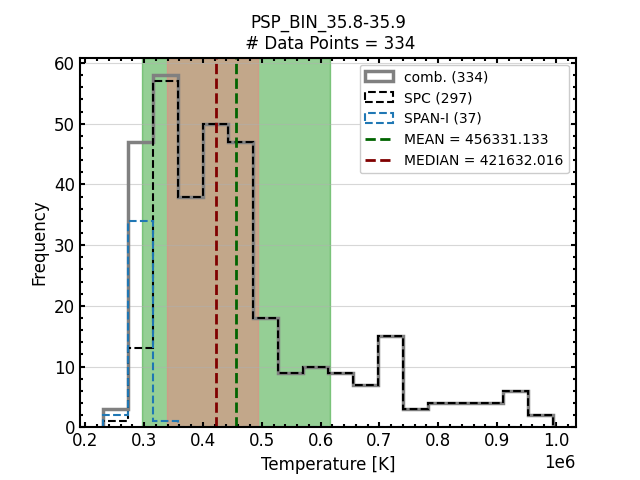 PSP_BIN_35.8-35.9
# Data Points = 334
comb. (334)
SPC (297)
SPAN-I (37)
MEAN = 456331.133
MEDIAN = 421632.016
Frequency
60
50
40
30
20
10
0
0.2 0.3 0.4 0.5 0.6 0.7 0.8 0.9 1.0
1e6
Temperature [K]